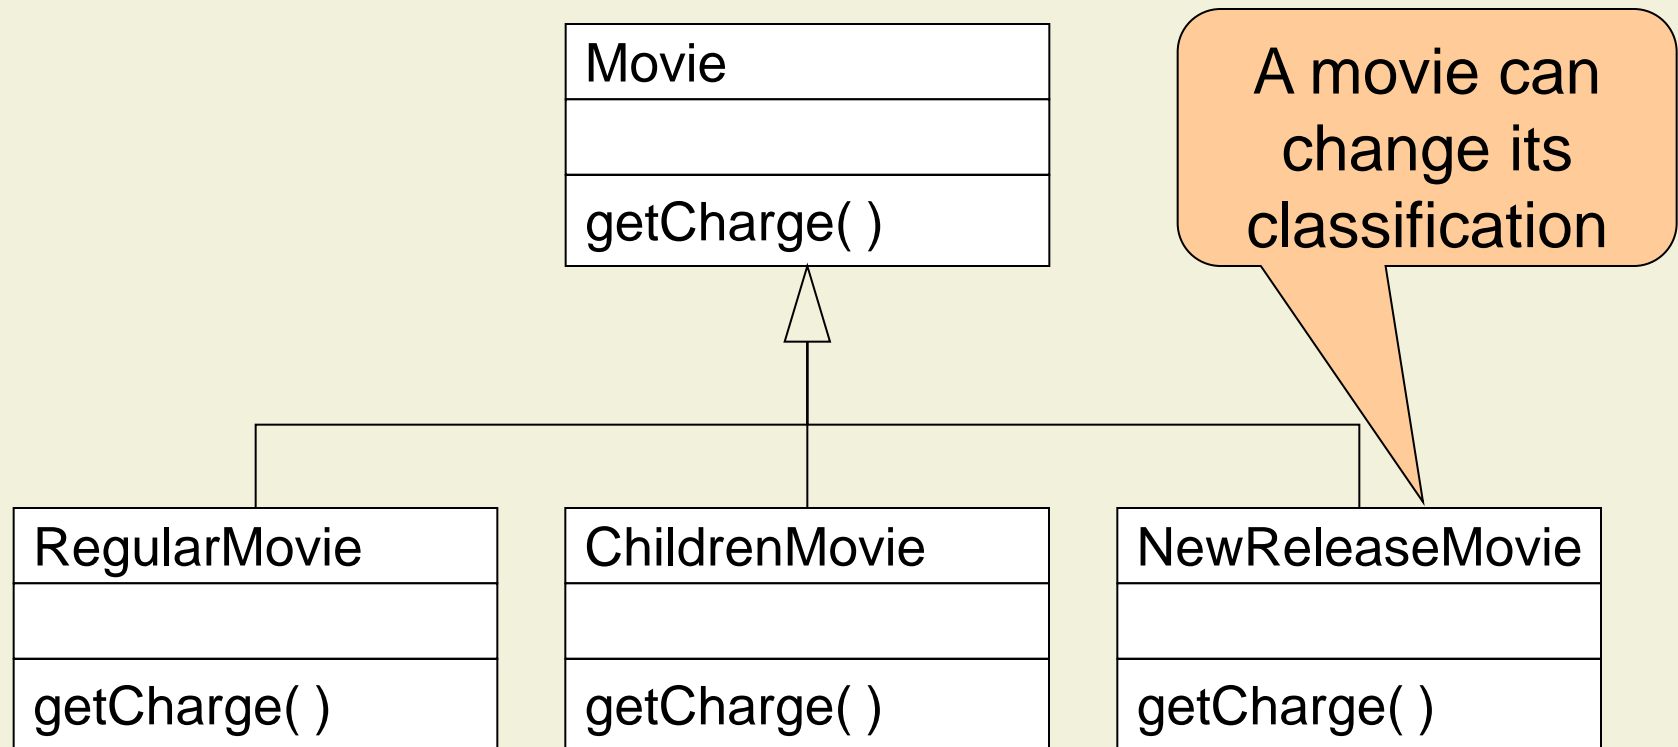 Movie
getCharge( )
A movie can
change its
classification
RegularMovie
getCharge( )
ChildrenMovie
getCharge( )
NewReleaseMovie
getCharge( )